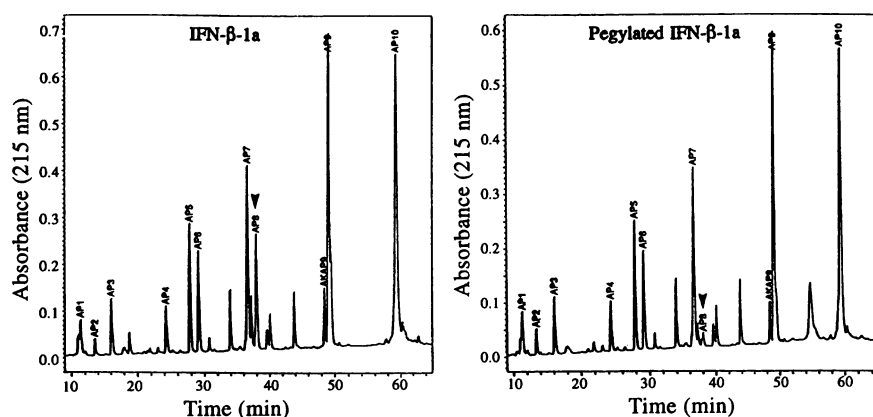 IFN-β-1a
Absorbance (215 nm)
0.7
0.6
0.5
0.4
0.3
0.2
0.1
0.0
AP1
AP2
AP3
AP4
AP5
AP6
AP7
AP8
AKAP9
AP9
AP10
10 20 30 40 50 60
Time (min)
Pegylated IFN-β-1a
Absorbance (215 nm)
0.6
0.5
0.4
0.3
0.2
0.1
0.0
AP1
AP2
AP3
AP4
AP5
AP6
AP7
AP8
AKAP9
AP9
AP10
10 20 30 40 50 60
Time (min)